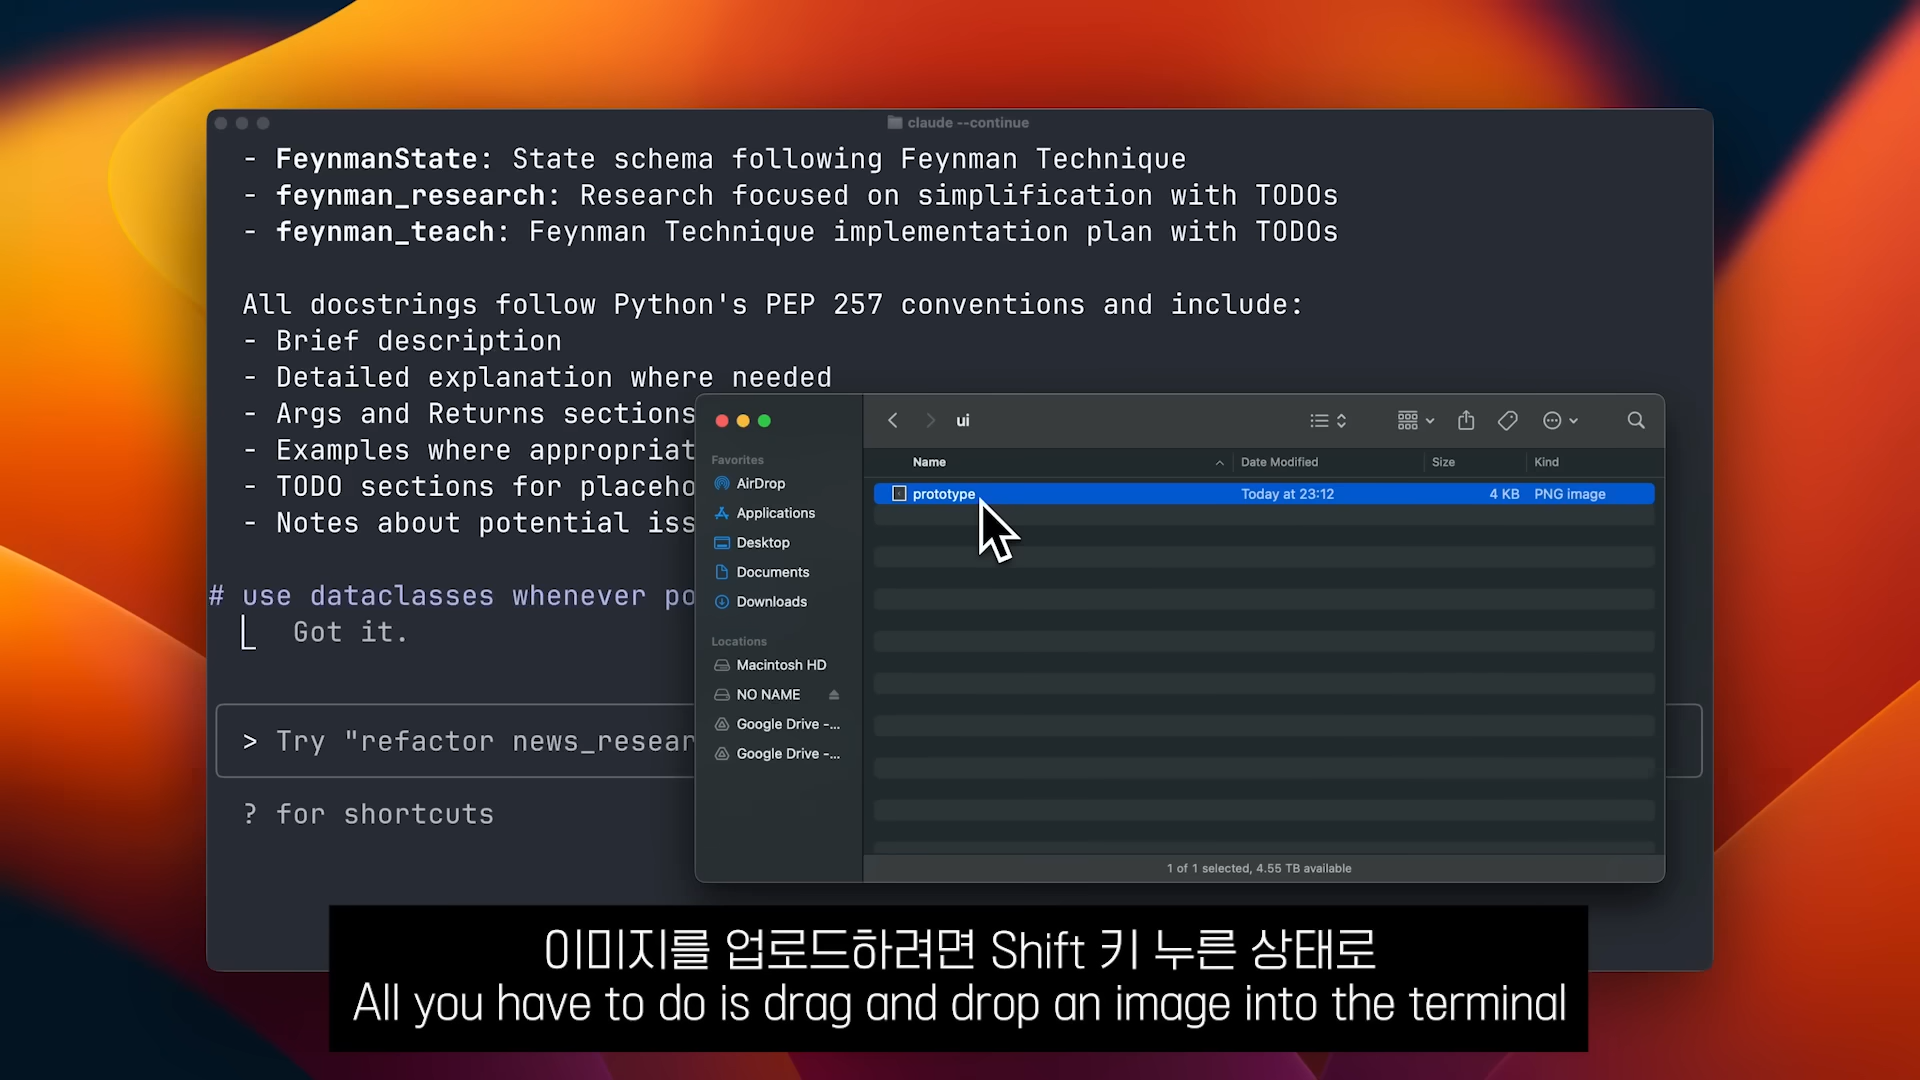 claude --continue
- FeynmanState: State schema following Feynman Technique
- feynman_research: Research focused on simplification with TODOs
- feynman_teach: Feynman Technique implementation plan with TODOs
All docstrings follow Python's PEP 257 conventions and include:
- Brief description
- Detailed explanation where needed
- Args and Returns sections
- Examples where appropriat
- TODO sections for placeho
- Notes about potential iss
# use dataclasses whenever po
Got it.
> Try "refactor news_resear
? for shortcuts
ui
Favorites
AirDrop
Applications
Desktop
Documents
Downloads
Locations
Macintosh HD
NO NAME
Google Drive -...
Google Drive -...
Name Date Modified Size Kind
prototype Today at 23:12 4 KB PNG image
1 of 1 selected, 4.55 TB available
이미지를 업로드하려면 Shift 키 누른 상태로
All you have to do is drag and drop an image into the terminal